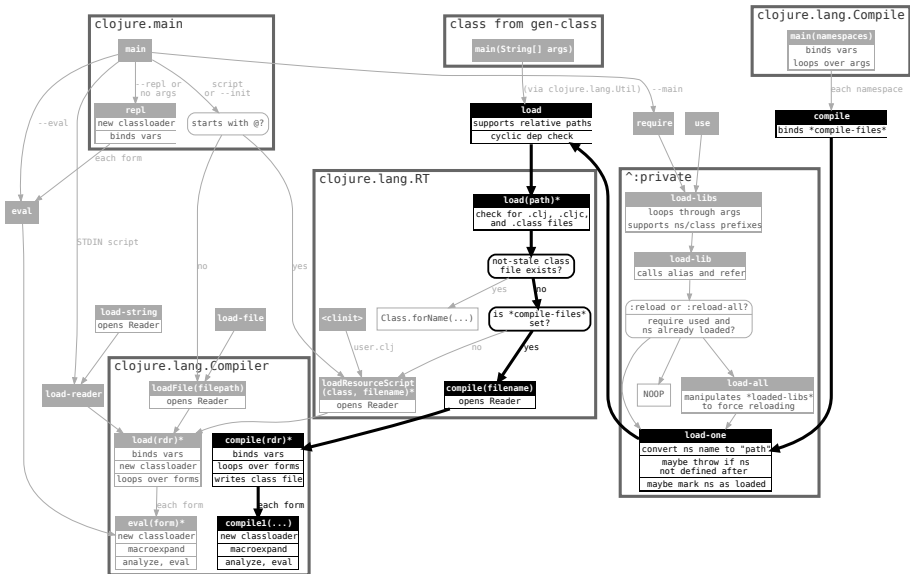 clojure.main
main
--repl or
no args
script
or --init
repl
new classloader
binds vars
starts with @?
--eval
each form
eval
STDIN script
no
yes
load-string
opens Reader
load-file
load-reader
class from gen-class
main(String[] args)
(via clojure.lang.Util)
--main
load
supports relative paths
cyclic dep check
require
use
clojure.lang.Compile
main(namespaces)
binds vars
loops over args
each namespace
compile
binds *compile-files*
clojure.lang.RT
load(path)*
check for .clj, .cljc,
and .class files
not-stale class
file exists?
yes
no
<clinit>
Class.forName(...)
is *compile-files*
set?
user.clj
no
yes
loadResourceScript
(class, filename)*
opens Reader
compile(filename)
opens Reader
^:private
load-libs
loops through args
supports ns/class prefixes
load-lib
calls alias and refer
:reload or :reload-all?
require used and
ns already loaded?
NOOP
load-all
manipulates *loaded-libs*
to force reloading
load-one
convert ns name to "path"
maybe throw if ns
not defined after
maybe mark ns as loaded
clojure.lang.Compiler
loadFile(filepath)
opens Reader
load(rdr)*
binds vars
new classloader
loops over forms
compile(rdr)*
binds vars
loops over forms
writes class file
each form
each form
eval(form)*
new classloader
macroexpand
analyze, eval
compile1(...)
new classloader
macroexpand
analyze, eval